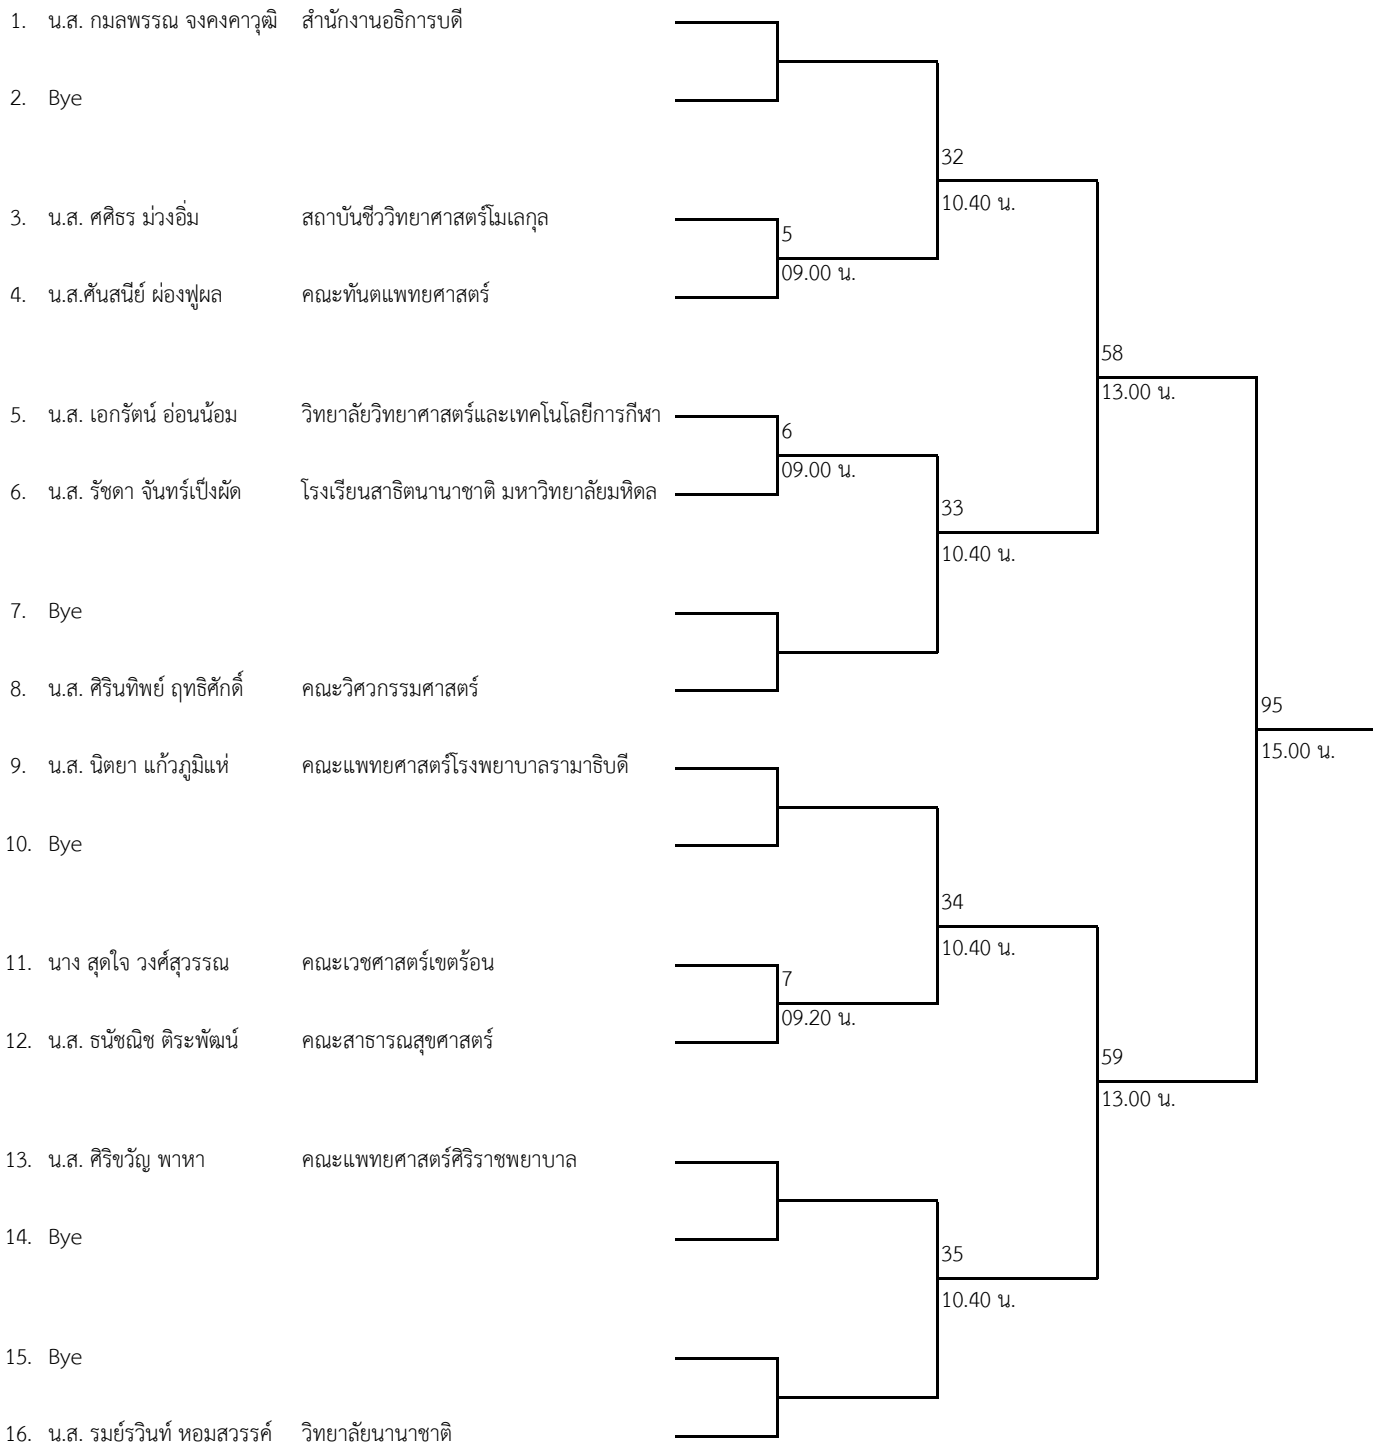 1. น.ส. กมลพรรณ จงคงคาวุฒิ สำนักงานอธิการบดี
2. Bye
32
10.40 น.
3. น.ส. ศศิธร ม่วงอิ่ม สถาบันชีววิทยาศาสตร์โมเลกุล
5
09.00 น.
4. น.ส.ศันสนีย์ ผ่องฟูผล คณะทันตแพทยศาสตร์
58
13.00 น.
5. น.ส. เอกรัตน์ อ่อนน้อม วิทยาลัยวิทยาศาสตร์และเทคโนโลยีการกีฬา
6
09.00 น.
6. น.ส. รัชดา จันทร์เป็งผัด โรงเรียนสาธิตนานาชาติ มหาวิทยาลัยมหิดล
33
10.40 น.
7. Bye
8. น.ส. ศิรินทิพย์ ฤทธิศักดิ์ คณะวิศวกรรมศาสตร์
95
15.00 น.
9. น.ส. นิตยา แก้วภูมิแห่ คณะแพทยศาสตร์โรงพยาบาลรามาธิบดี
10. Bye
34
10.40 น.
11. นาง สุดใจ วงศ์สุวรรณ คณะเวชศาสตร์เขตร้อน
7
09.20 น.
12. น.ส. ธนัชณิช ติระพัฒน์ คณะสาธารณสุขศาสตร์
59
13.00 น.
13. น.ส. ศิริขวัญ พาหา คณะแพทยศาสตร์ศิริราชพยาบาล
14. Bye
35
10.40 น.
15. Bye
16. น.ส. รมย์รวินท์ หอมสวรรค์ วิทยาลัยนานาชาติ